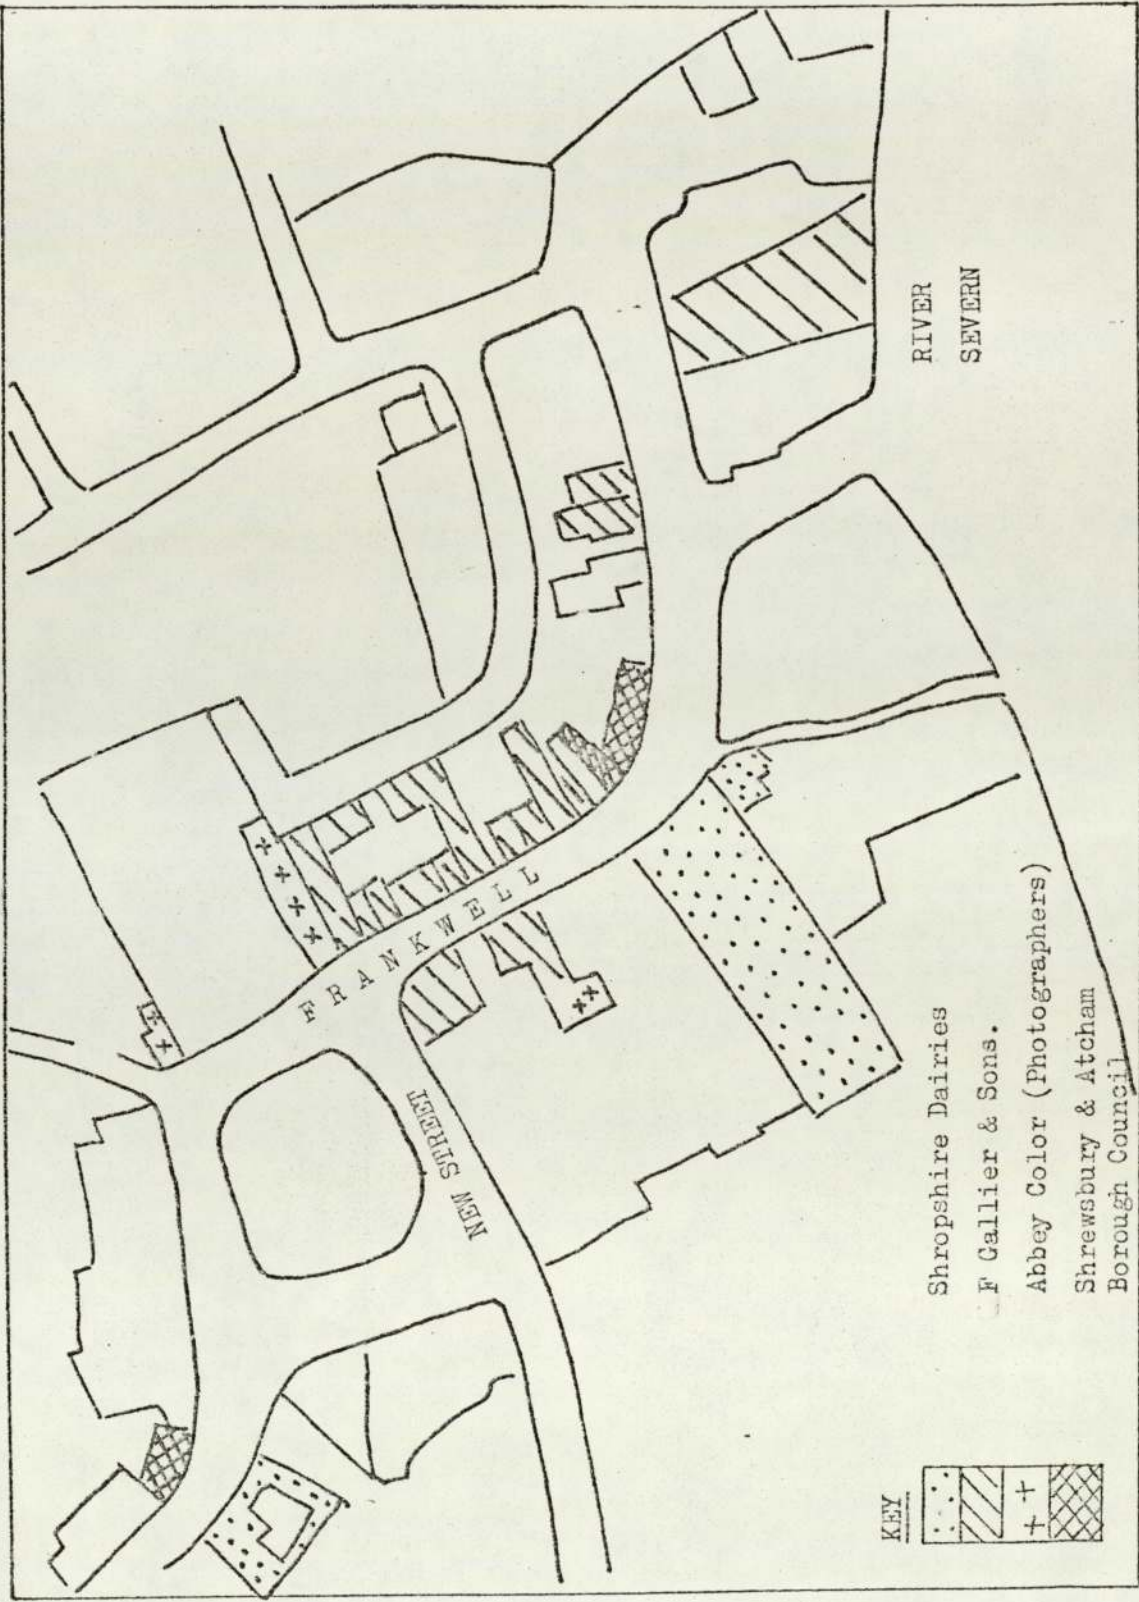 FRANKWELL
NEW STREET
RIVER
SEVERN
KEY
Shropshire Dairies
F Gallier & Sons.
Abbey Color (Photographers)
Shrewsbury & Atcham
Borough Council